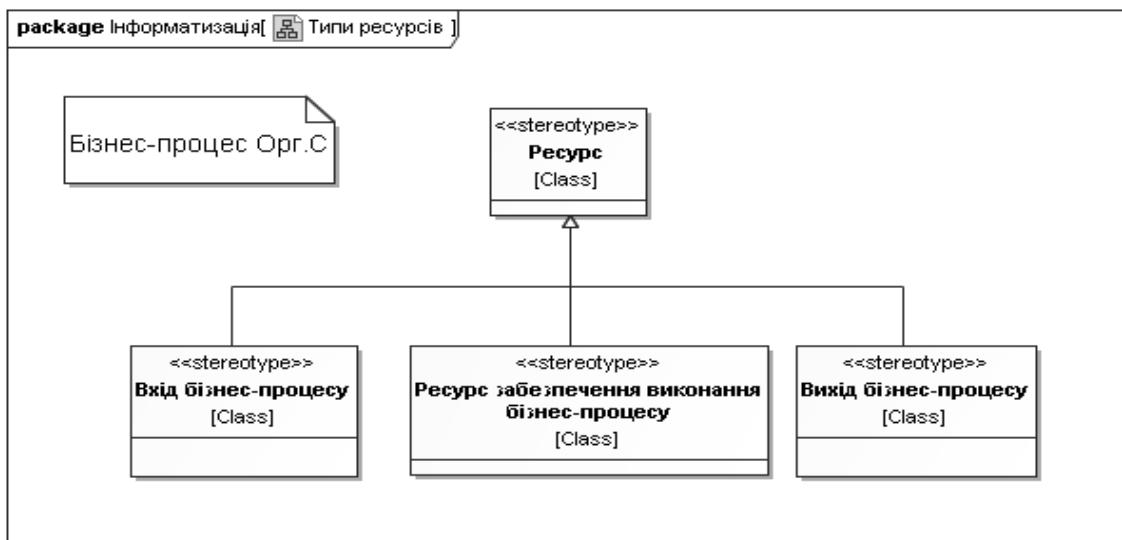 package Інформатизація[ Типи ресурсів ]
Бізнес-процес Орг.С
<<stereotype>>
Ресурс
[Class]
<<stereotype>>
Вхід бізнес-процесу
[Class]
<<stereotype>>
Ресурс забезпечення виконання
бізнес-процесу
[Class]
<<stereotype>>
Вихід бізнес-процесу
[Class]